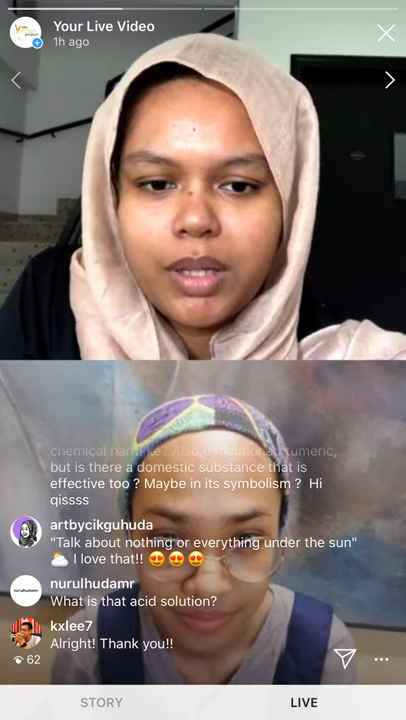 Your Live Video
1h ago
chemical harm ke? Also u mentioned tumeric,
but is there a domestic substance that is
effective too ? Maybe in its symbolism ? Hi
qissss
artbycikguhuda
"Talk about nothing or everything under the sun"
🌥️ I love that!! 😍😍😍
nurulhudamr
nurulhudamr
What is that acid solution?
kxlee7
Alright! Thank you!!
62
STORY
LIVE